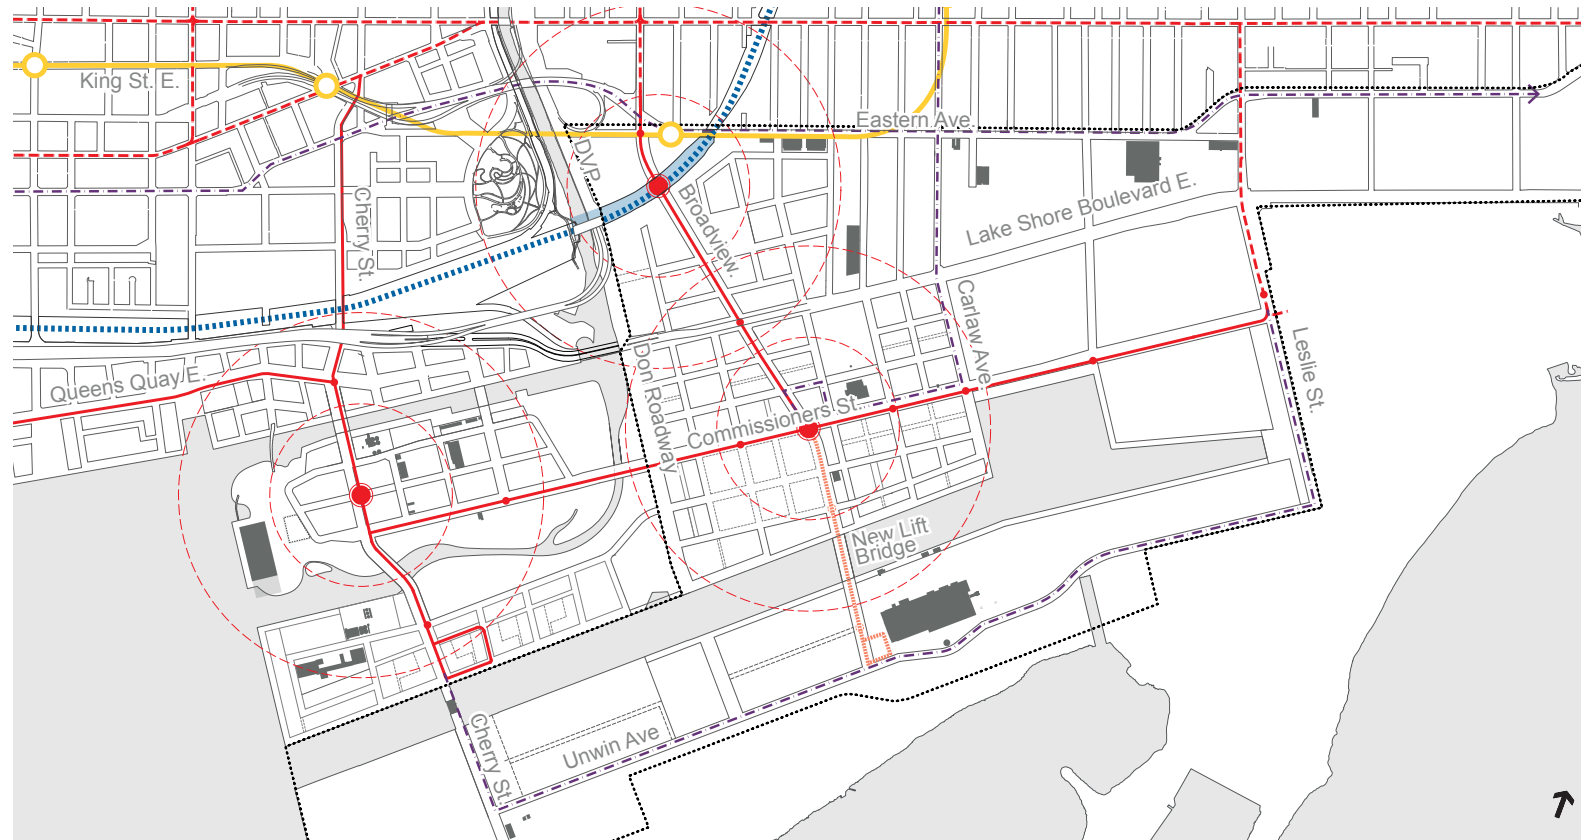 King St. E.
Eastern Ave.
DVP
Cherry St.
Broadview.
Lake Shore Boulevard E.
Carlaw Ave.
Queens Quay E.
Don Roadway
Leslie St.
Commissioners St.
New Lift
Bridge
Cherry St.
Unwin Ave